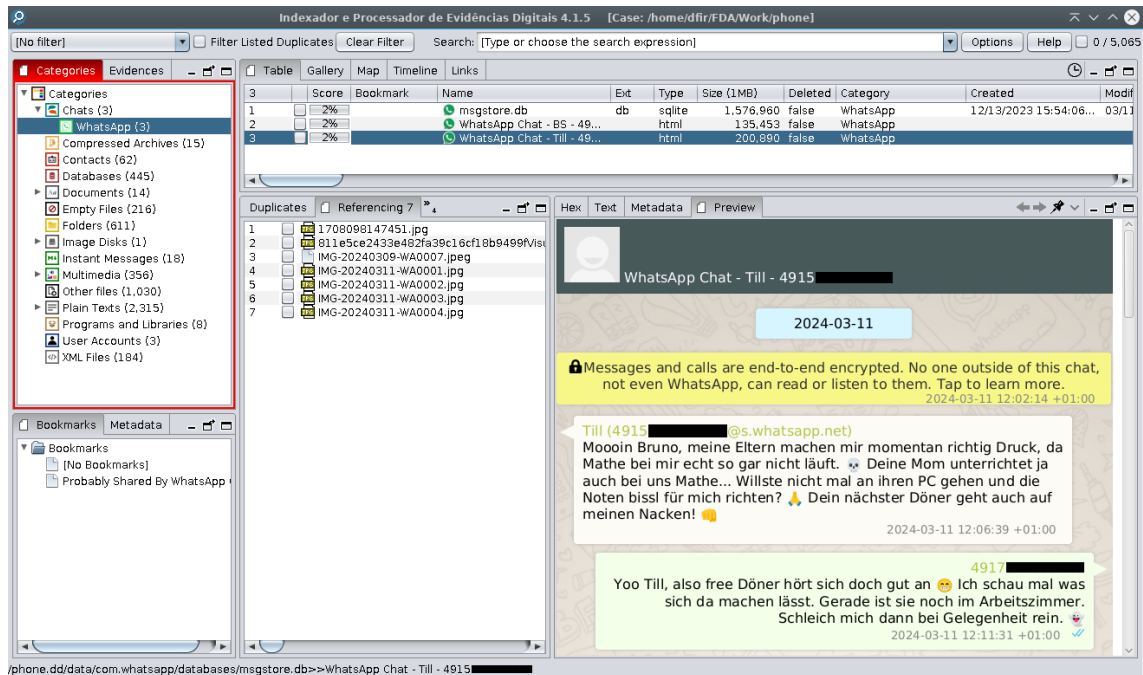 Indexador e Processador de Evidências Digitais 4.1.5 [Case: /home/dfir/FDA/Work/phone]
[No filter] Filter Listed Duplicates Clear Filter Search: [Type or choose the search expression] Options Help 0 / 5,065
Categories Evidences
Categories
Chats (3)
WhatsApp (3)
Compressed Archives (15)
Contacts (62)
Databases (445)
Documents (14)
Empty Files (216)
Folders (611)
Image Disks (1)
Instant Messages (18)
Multimedia (356)
Other files (1,030)
Plain Texts (2,315)
Programs and Libraries (8)
User Accounts (3)
XML Files (184)
Bookmarks Metadata
Bookmarks
[No Bookmarks]
Probably Shared By WhatsApp
Table Gallery Map Timeline Links
3 Score Bookmark Name Ext Type Size (1MB) Deleted Category Created Modif
1 2% msgstore.db db sqlite 1,576,960 false WhatsApp 12/13/2023 15:54:06... 03/11
2 2% WhatsApp Chat - BS - 49... html 135,453 false WhatsApp
3 2% WhatsApp Chat - Till - 49... html 200,890 false WhatsApp
Duplicates Referencing 7 »4
1 1708098147451.jpg
2 811e5ce2433e482fa39c16cf18b9499fVisu
3 IMG-20240309-WA0007.jpeg
4 IMG-20240311-WA0001.jpg
5 IMG-20240311-WA0002.jpg
6 IMG-20240311-WA0003.jpg
7 IMG-20240311-WA0004.jpg
Hex Text Metadata Preview
WhatsApp Chat - Till - 4915
2024-03-11
Messages and calls are end-to-end encrypted. No one outside of this chat,
not even WhatsApp, can read or listen to them. Tap to learn more.
2024-03-11 12:02:14 +01:00
Till (4915 @s.whatsapp.net)
Moooin Bruno, meine Eltern machen mir momentan richtig Druck, da
Mathe bei mir echt so gar nicht läuft. 💀 Deine Mom unterrichtet ja
auch bei uns Mathe... Willste nicht mal an ihren PC gehen und die
Noten bissl für mich richten? 🙏 Dein nächster Döner geht auch auf
meinen Nacken! 👊
2024-03-11 12:06:39 +01:00
4917
Yoo Till, also free Döner hört sich doch gut an 😁 Ich schau mal was
sich da machen lässt. Gerade ist sie noch im Arbeitszimmer.
Schleich mich dann bei Gelegenheit rein. 👻
2024-03-11 12:11:31 +01:00
/phone.dd/data/com.whatsapp/databases/msgstore.db>>WhatsApp Chat - Till - 4915